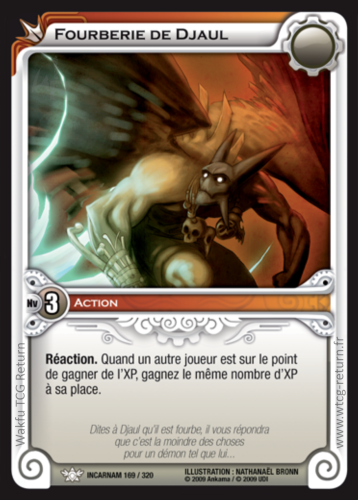 Fourberie de Djaul
Nv 3 Action
Réaction. Quand un autre joueur est sur le point
de gagner de l'XP, gagnez le même nombre d'XP
à sa place.
Dites à Djaul qu'il est fourbe, il vous répondra
que c'est la moindre des choses
pour un démon tel que lui...
INCARNAM 169 / 320
ILLUSTRATION : NATHANAËL BRONN
© 2009 Ankama / © 2009 UDI
Wakfu TCG Return
www.wtcg-return.fr